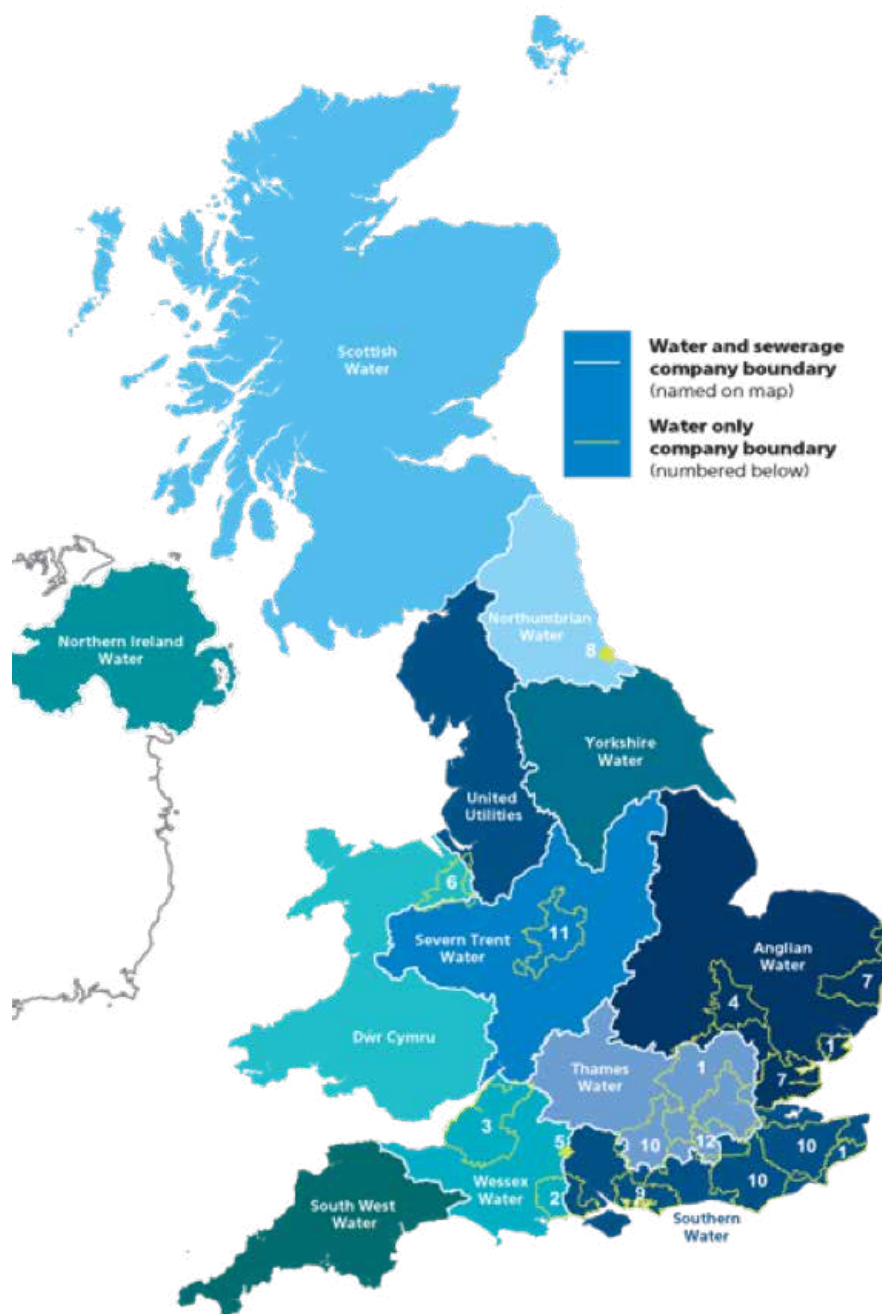 Scottish
Water
Water and sewerage
company boundary
(named on map)
Water only
company boundary
(numbered below)
Northumbrian
Water
8
Northern Ireland
Water
Yorkshire
Water
United
Utilities
6
11
Severn Trent
Water
Anglian
Water
7
4
1
Dŵr Cymru
Thames
Water
1
7
3
5
10
12
10
1
Wessex
Water
2
9
10
South West
Water
Southern
Water